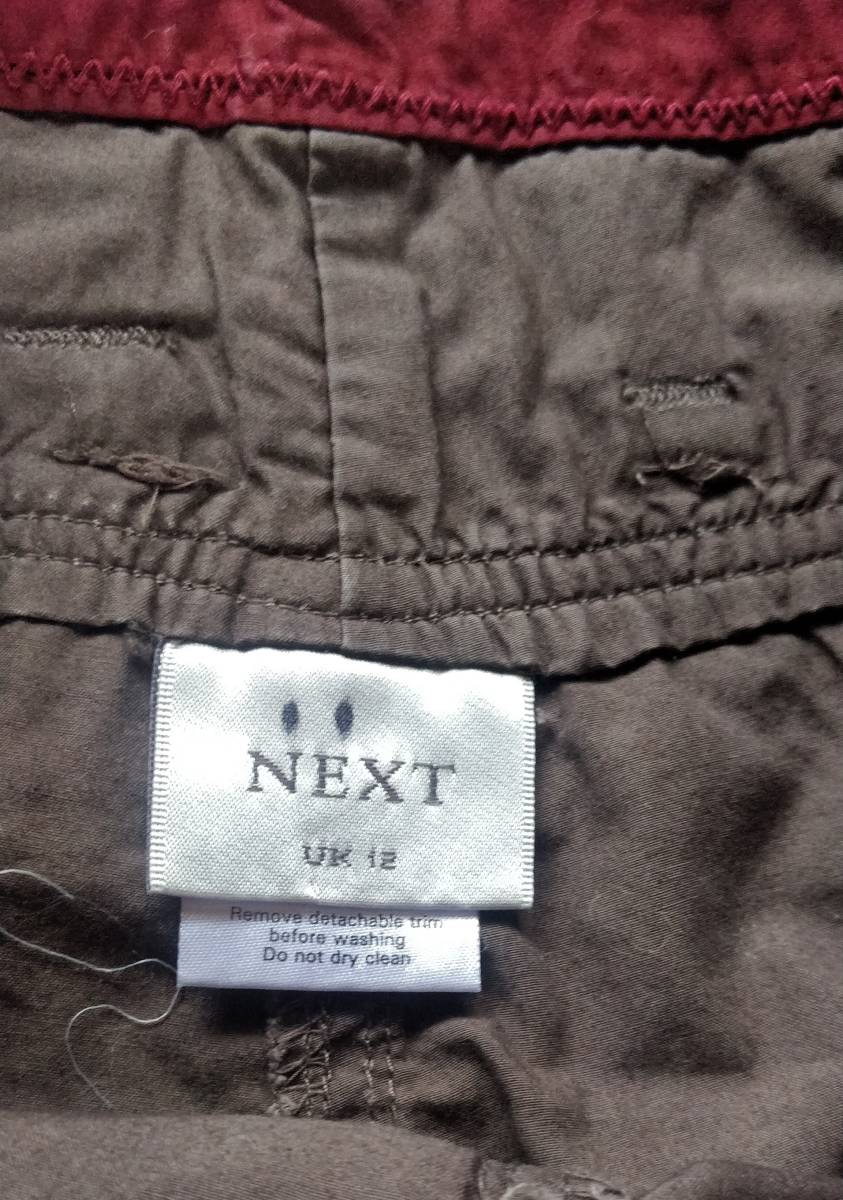 NEXT
UK 12
Remove detachable trim
before washing
Do not dry clean